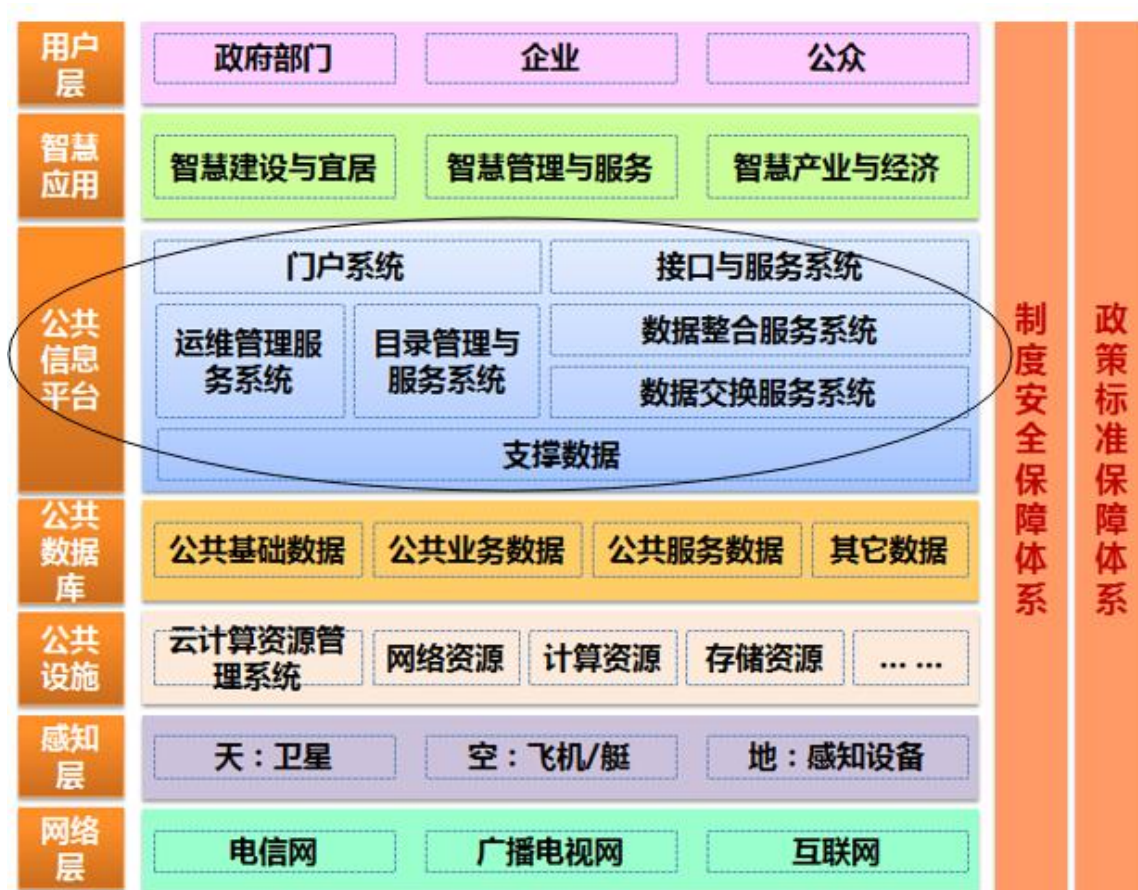 用户
层
政府部门
企业
公众
智慧
应用
智慧建设与宜居
智慧管理与服务
智慧产业与经济
公共
信息
平台
门户系统
接口与服务系统
运维管理服
务系统
目录管理与
服务系统
数据整合服务系统
数据交换服务系统
支撑数据
公共
数据
库
公共基础数据
公共业务数据
公共服务数据
其它数据
公共
设施
云计算资源管
理系统
网络资源
计算资源
存储资源
... ...
感知
层
天：卫星
空：飞机/艇
地：感知设备
网络
层
电信网
广播电视网
互联网
制度安全保障体系
政策标准保障体系